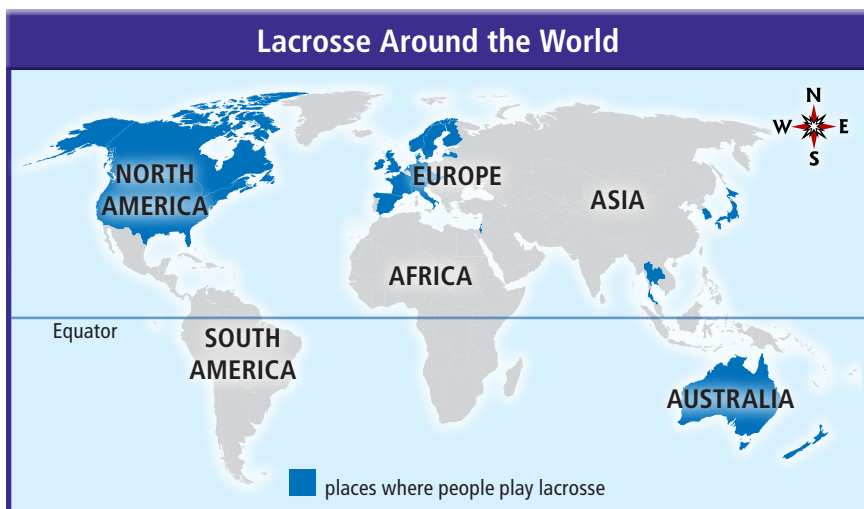 Lacrosse Around the World
N
W E
S
NORTH
AMERICA
EUROPE
ASIA
AFRICA
Equator
SOUTH
AMERICA
AUSTRALIA
places where people play lacrosse